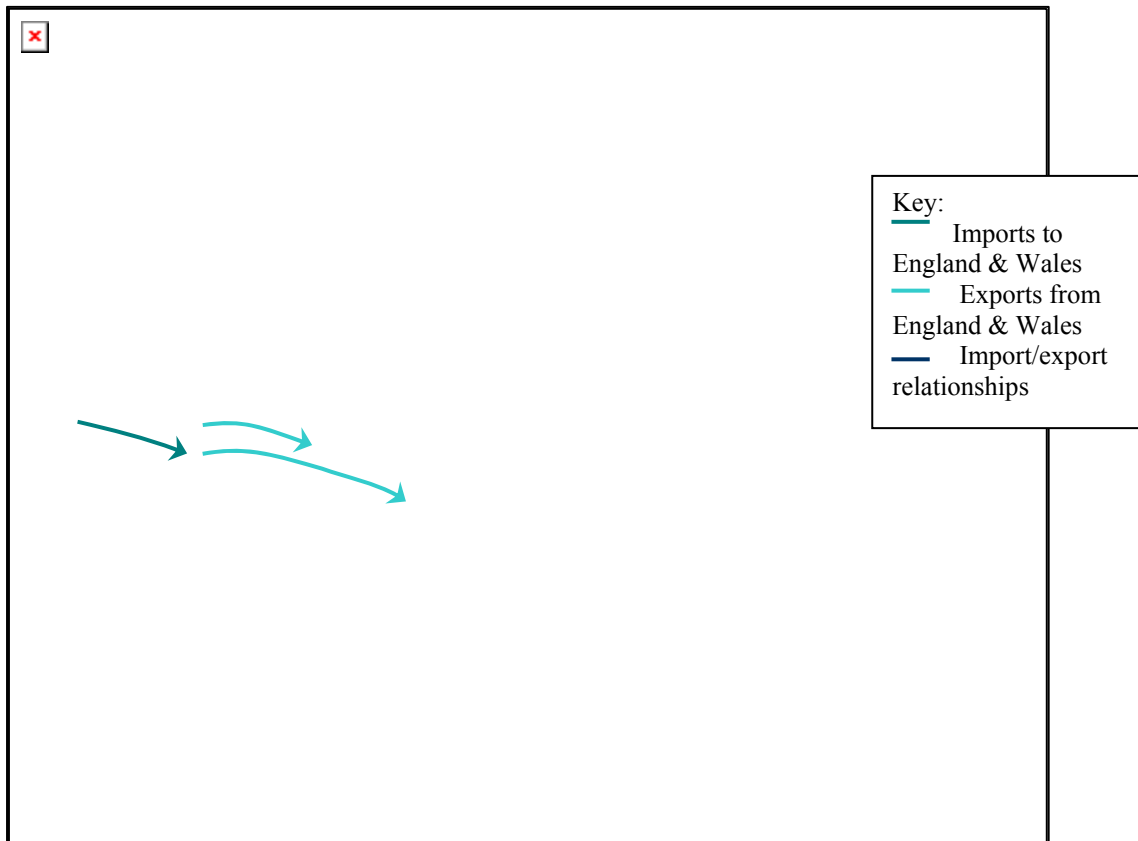 Key:
Imports to
England & Wales
Exports from
England & Wales
Import/export
relationships